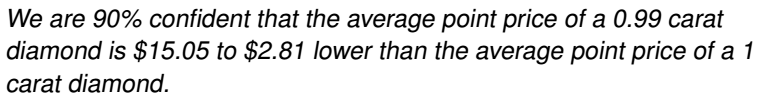 We are 90% confident that the average point price of a 0.99 carat
diamond is $15.05 to $2.81 lower than the average point price of a 1
carat diamond.